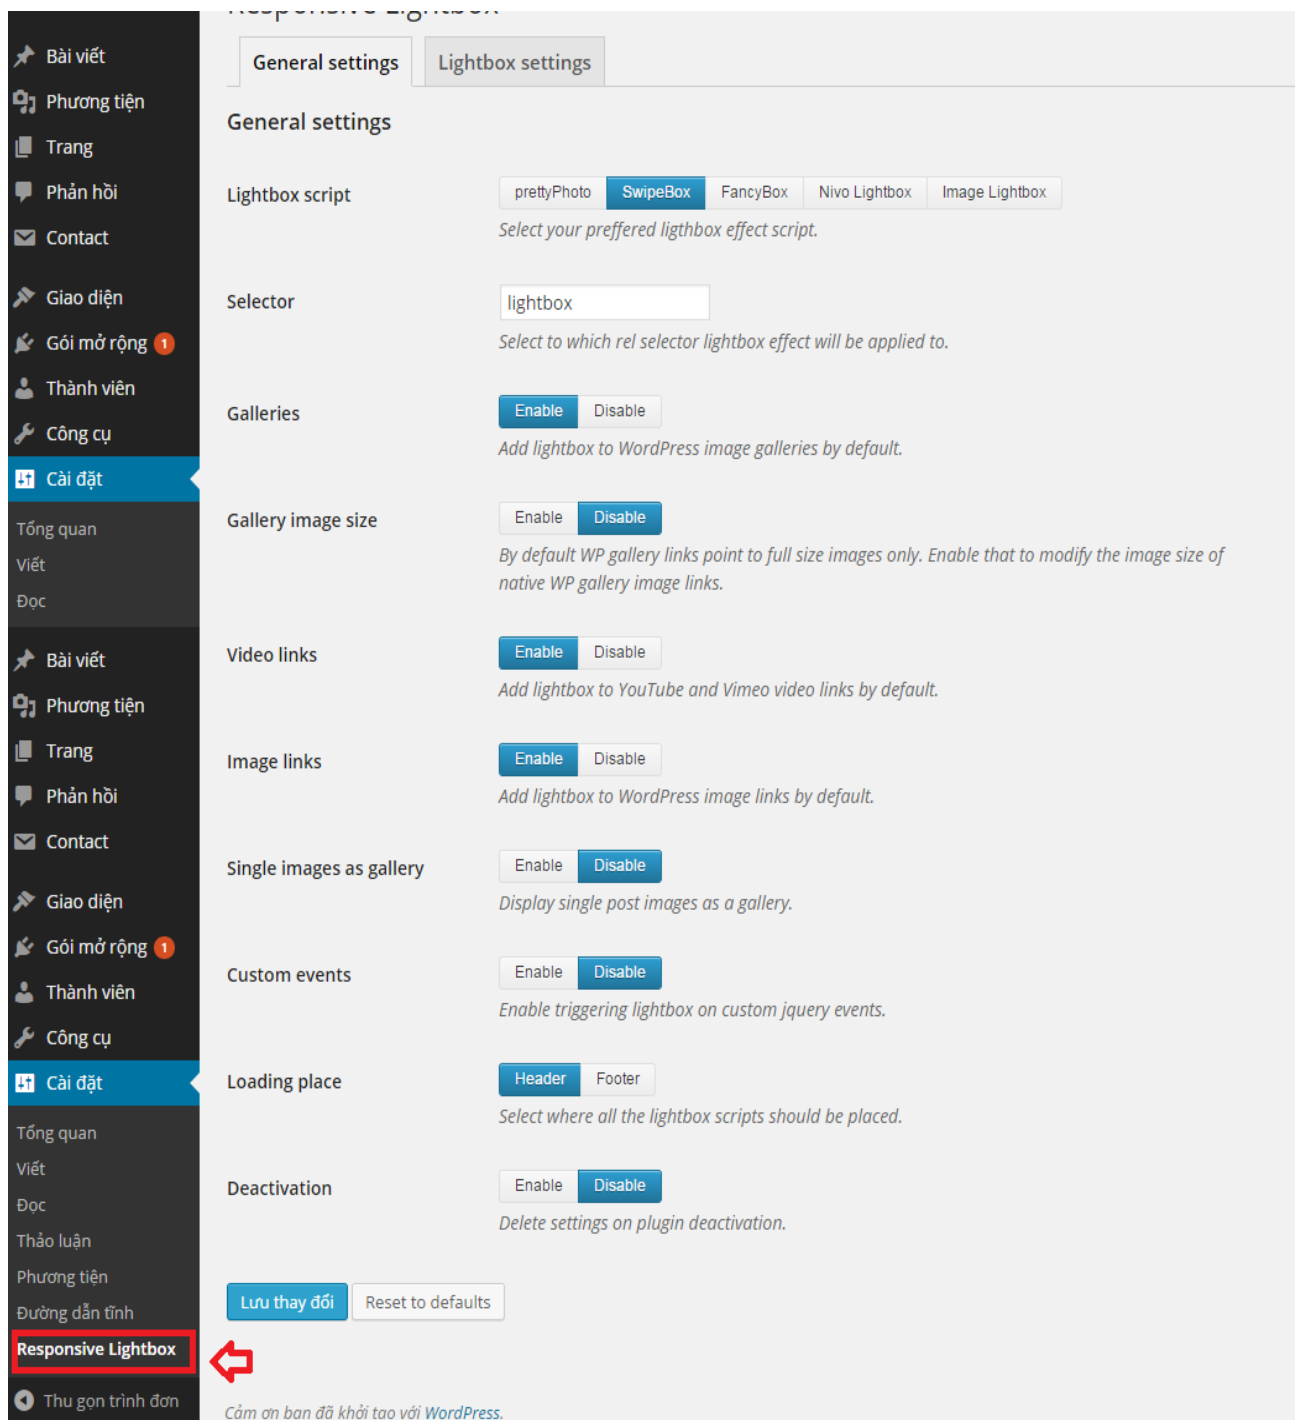 Responsive Lightbox
Bài viết
Phương tiện
Trang
Phản hồi
Contact
Giao diện
Gói mở rộng 1
Thành viên
Công cụ
Cài đặt
Tổng quan
Viết
Đọc
Bài viết
Phương tiện
Trang
Phản hồi
Contact
Giao diện
Gói mở rộng 1
Thành viên
Công cụ
Cài đặt
Tổng quan
Viết
Đọc
Thảo luận
Phương tiện
Đường dẫn tĩnh
Responsive Lightbox
Thu gọn trình đơn
General settings Lightbox settings
General settings
Lightbox script prettyPhoto SwipeBox FancyBox Nivo Lightbox Image Lightbox
Select your preffered ligthbox effect script.
Selector lightbox
Select to which rel selector lightbox effect will be applied to.
Galleries Enable Disable
Add lightbox to WordPress image galleries by default.
Gallery image size Enable Disable
By default WP gallery links point to full size images only. Enable that to modify the image size of
native WP gallery image links.
Video links Enable Disable
Add lightbox to YouTube and Vimeo video links by default.
Image links Enable Disable
Add lightbox to WordPress image links by default.
Single images as gallery Enable Disable
Display single post images as a gallery.
Custom events Enable Disable
Enable triggering lightbox on custom jquery events.
Loading place Header Footer
Select where all the lightbox scripts should be placed.
Deactivation Enable Disable
Delete settings on plugin deactivation.
Lưu thay đổi Reset to defaults
Cảm ơn bạn đã khởi tạo với WordPress.